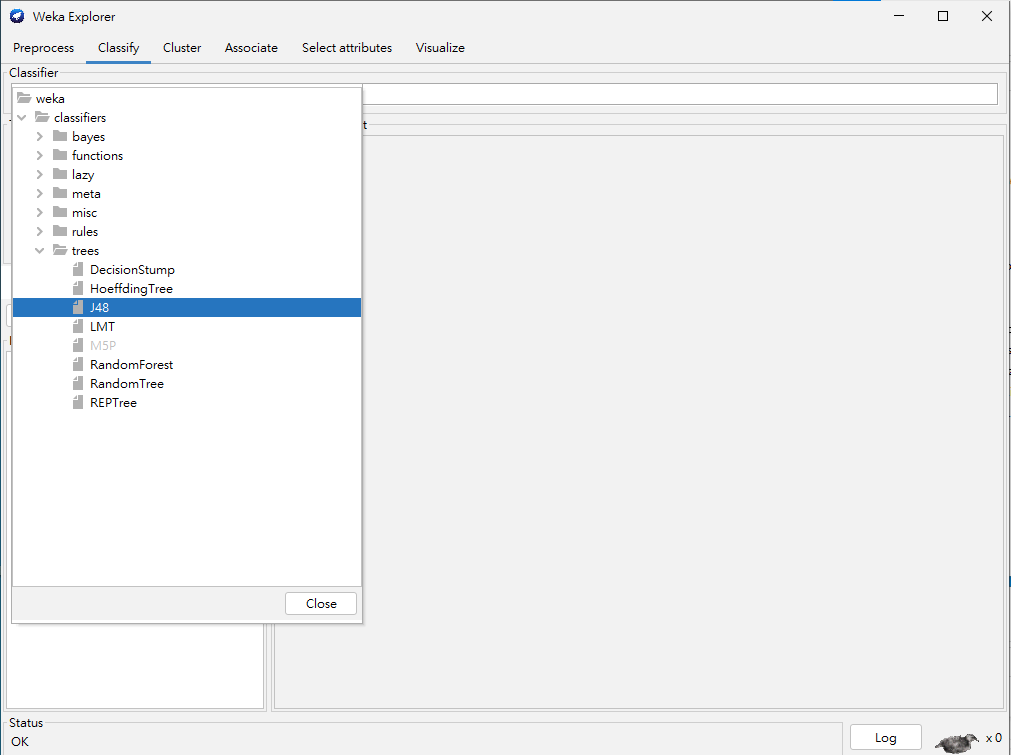 Weka Explorer
Preprocess Classify Cluster Associate Select attributes Visualize
Classifier
weka
classifiers
bayes
functions
lazy
meta
misc
rules
trees
DecisionStump
HoeffdingTree
J48
LMT
M5P
RandomForest
RandomTree
REPTree
Close
Status
OK
Log
x 0